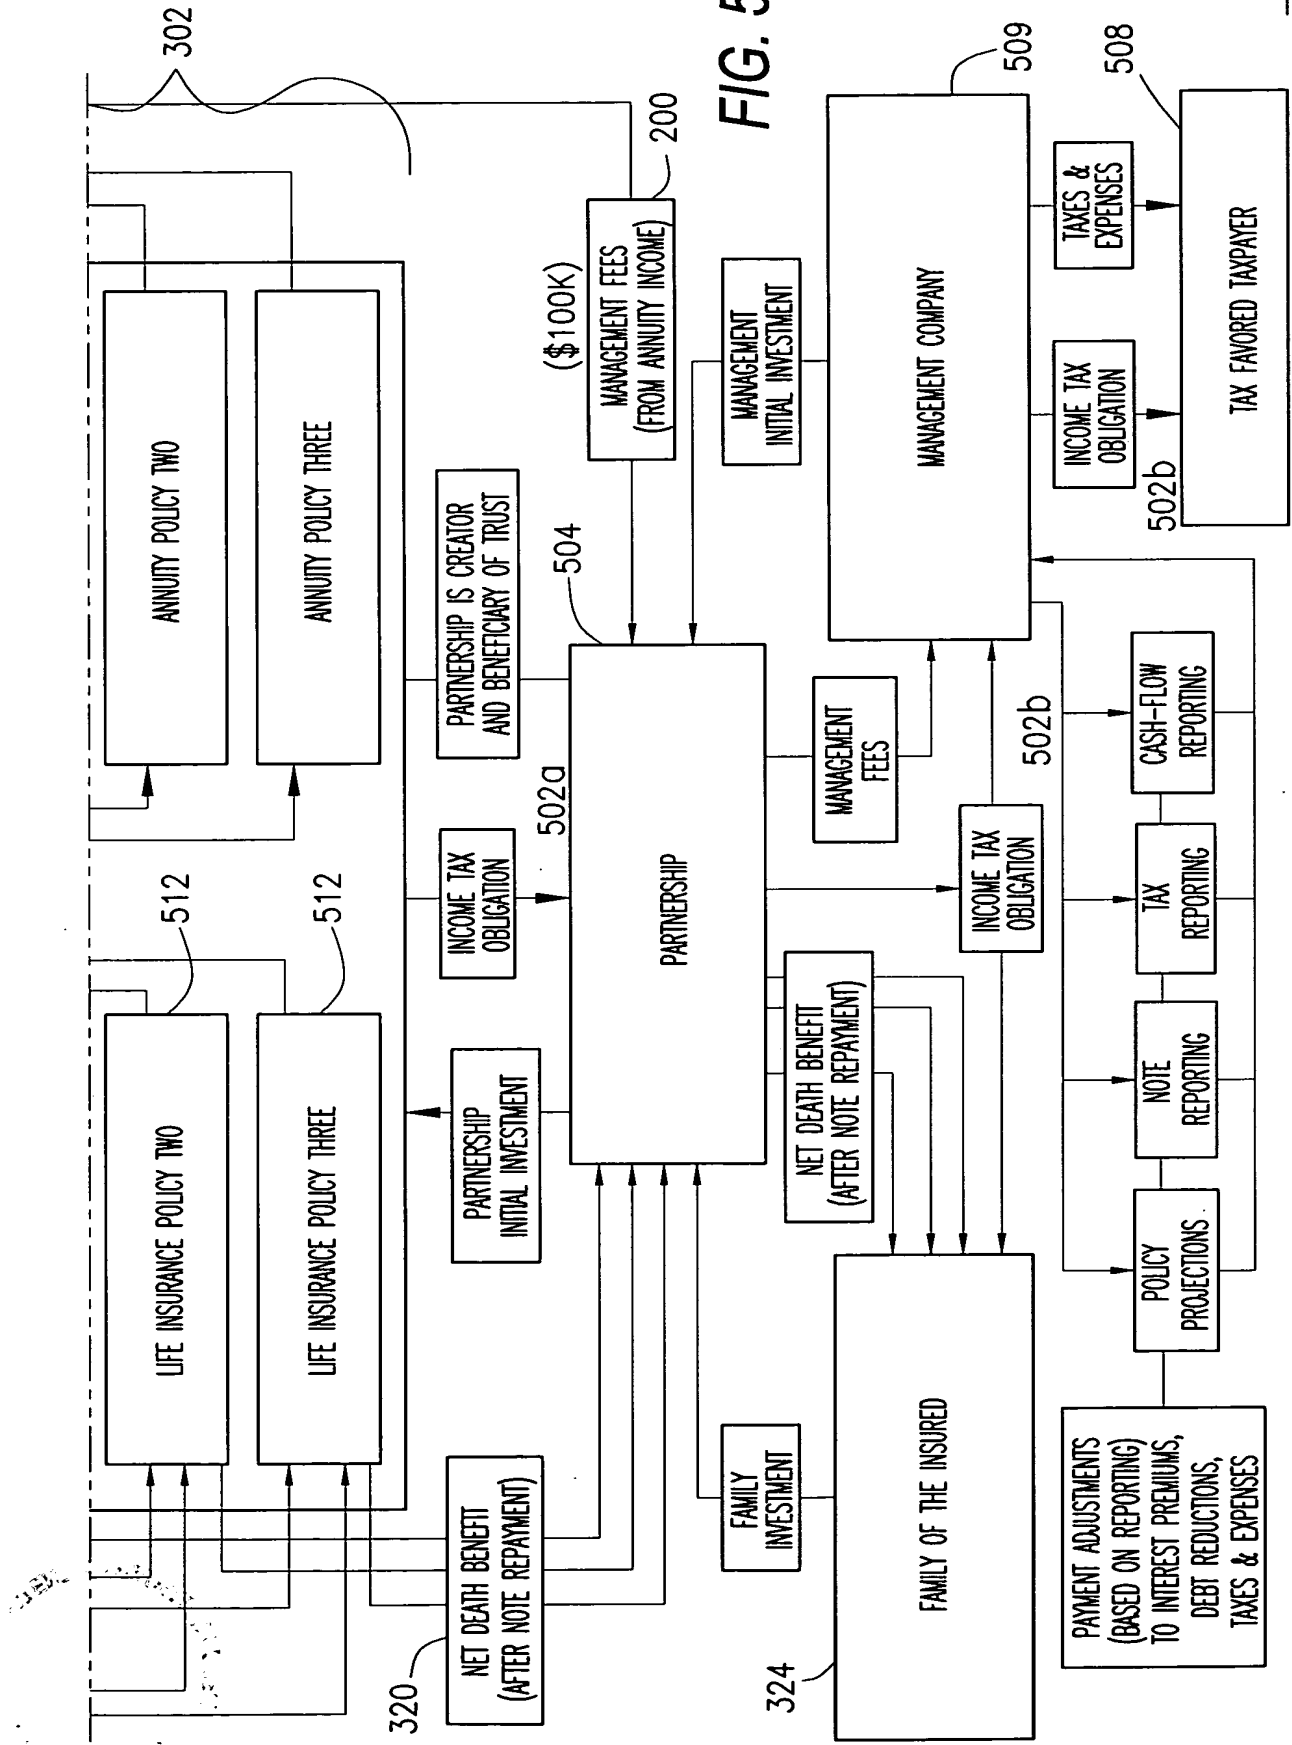 302
ANNUITY POLICY TWO
ANNUITY POLICY THREE
512
512
LIFE INSURANCE POLICY TWO
LIFE INSURANCE POLICY THREE
320
NET DEATH BENEFIT
(AFTER NOTE REPAYMENT)
PARTNERSHIP
INITIAL INVESTMENT
INCOME TAX
OBLIGATION
502a
PARTNERSHIP IS CREATOR
AND BENEFICIARY OF TRUST
504
($100K)
MANAGEMENT FEES
(FROM ANNUITY INCOME)
200
FIG. 5
PARTNERSHIP
FAMILY
INVESTMENT
NET DEATH BENEFIT
(AFTER NOTE REPAYMENT)
MANAGEMENT
FEES
MANAGEMENT
INITIAL INVESTMENT
324
FAMILY OF THE INSURED
INCOME TAX
OBLIGATION
502b
MANAGEMENT COMPANY
509
PAYMENT ADJUSTMENTS
(BASED ON REPORTING)
TO INTEREST PREMIUMS,
DEBT REDUCTIONS,
TAXES & EXPENSES
POLICY
PROJECTIONS
NOTE
REPORTING
TAX
REPORTING
CASH-FLOW
REPORTING
INCOME TAX
OBLIGATION
502b
TAXES &
EXPENSES
508
TAX FAVORED TAXPAYER